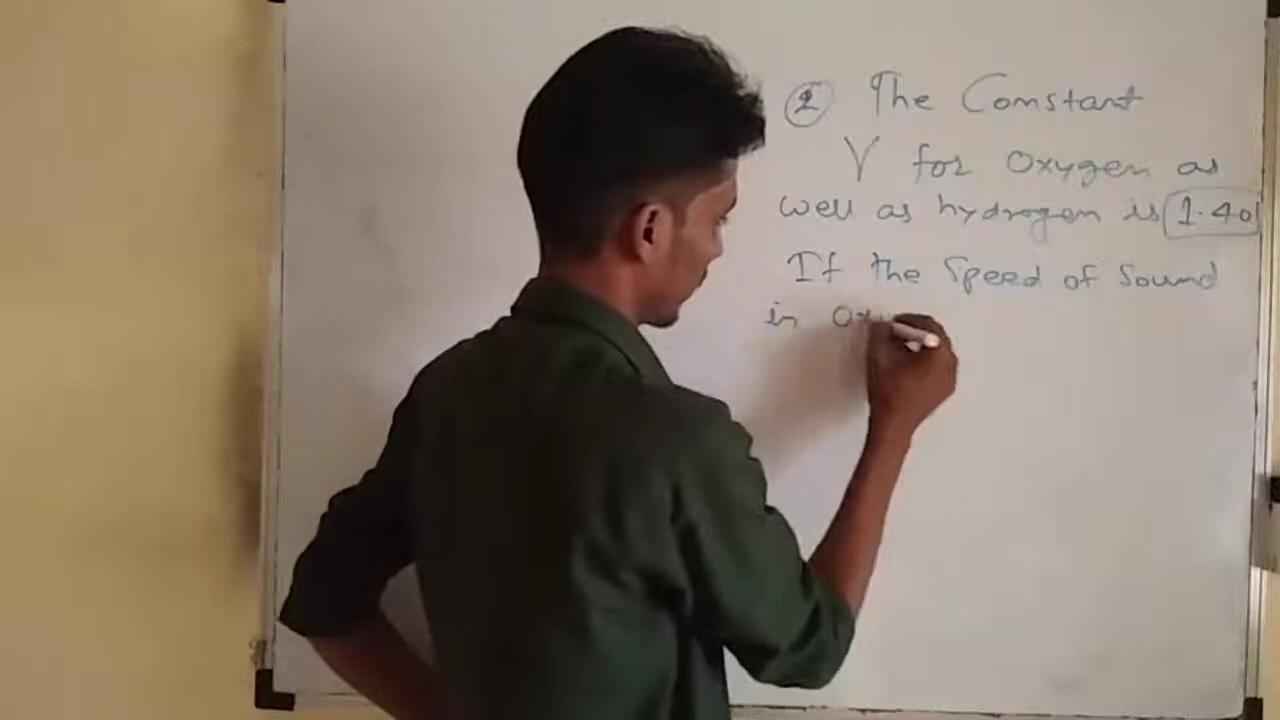 ② The Constant
γ for Oxygen as
well as hydrogen is 1.40
If the Speed of Sound
in